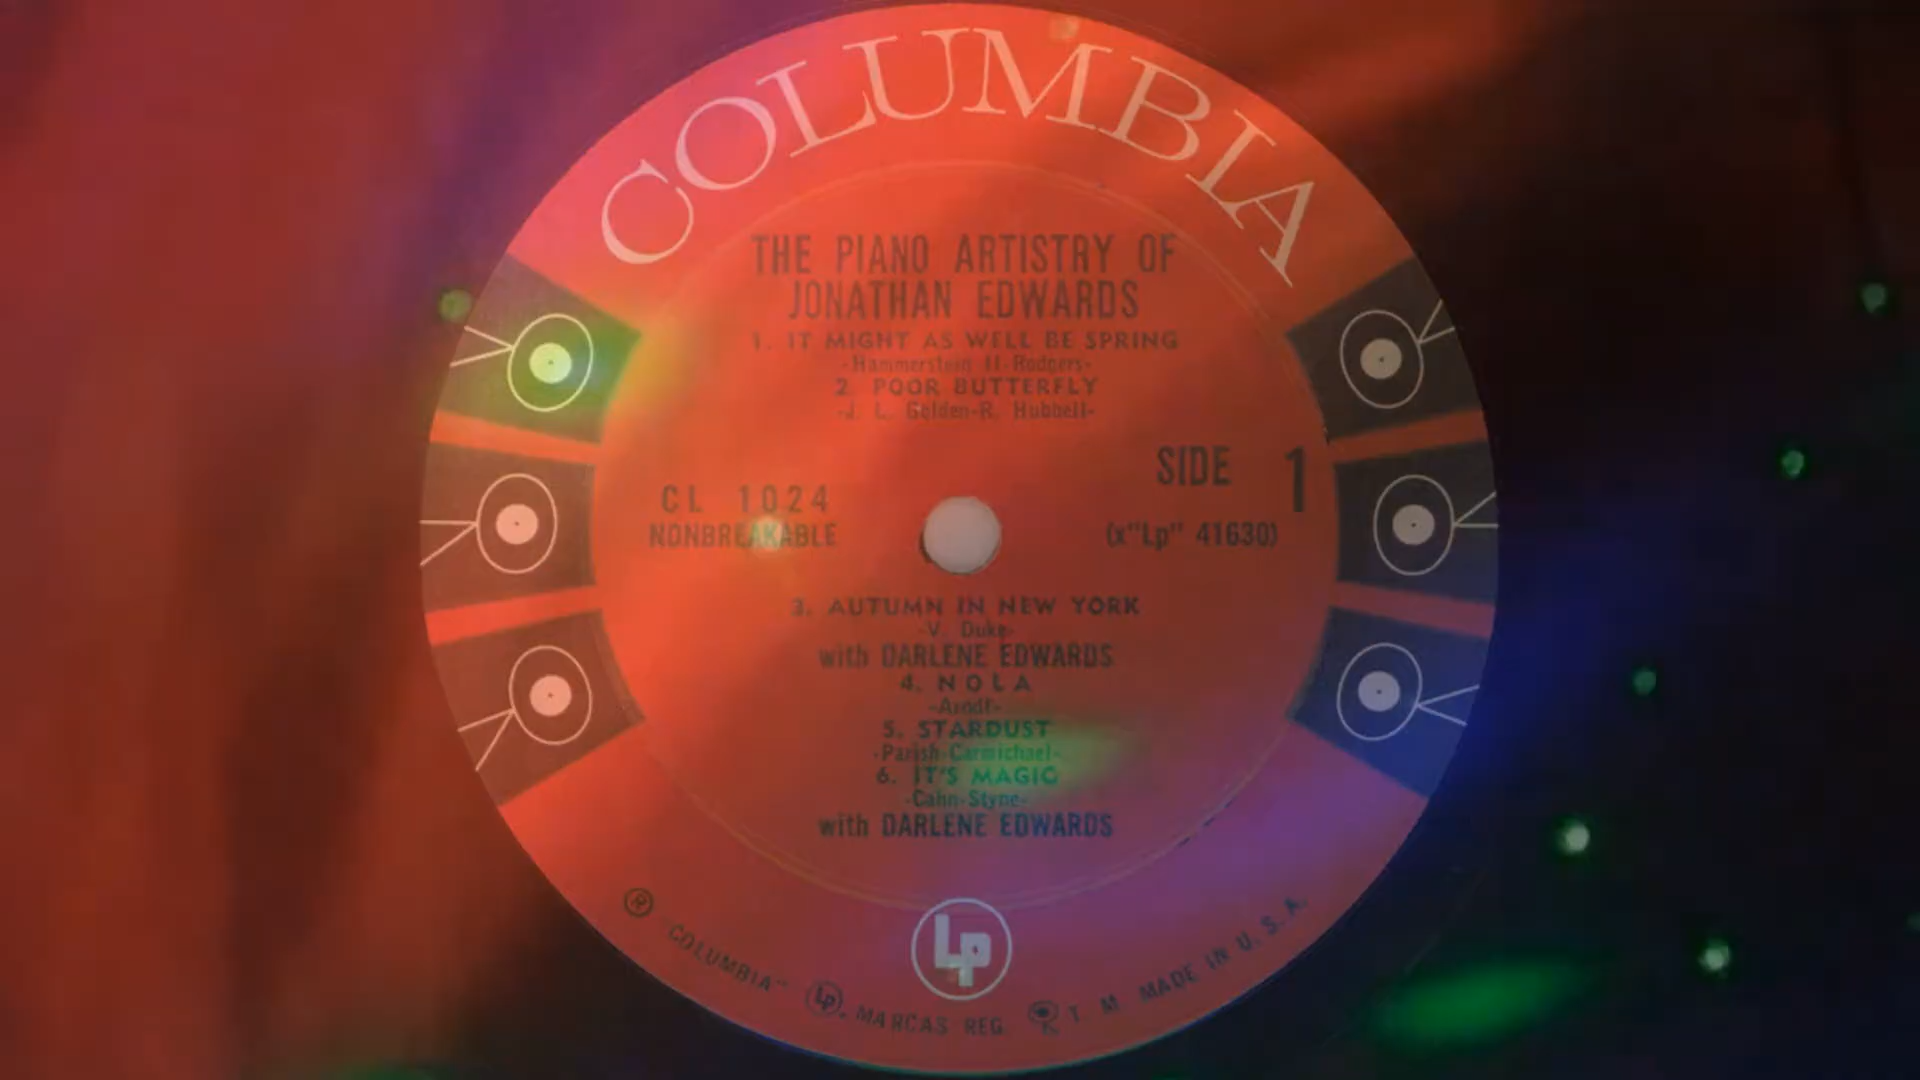 COLUMBIA
THE PIANO ARTISTRY OF
JONATHAN EDWARDS
1. IT MIGHT AS WELL BE SPRING
-Hammerstein II-Rodgers-
2. POOR BUTTERFLY
-J. L. Golden-R. Hubbell-
SIDE 1
CL 1024
NONBREAKABLE
(x"Lp" 41630)
3. AUTUMN IN NEW YORK
-V. Duke-
with DARLENE EDWARDS
4. NOLA
-Arndt-
5. STARDUST
-Parish-Carmichael-
6. IT'S MAGIC
-Cahn-Styne-
with DARLENE EDWARDS
Lp
® "COLUMBIA" Lp, MARCAS REG. T. M. MADE IN U. S. A.